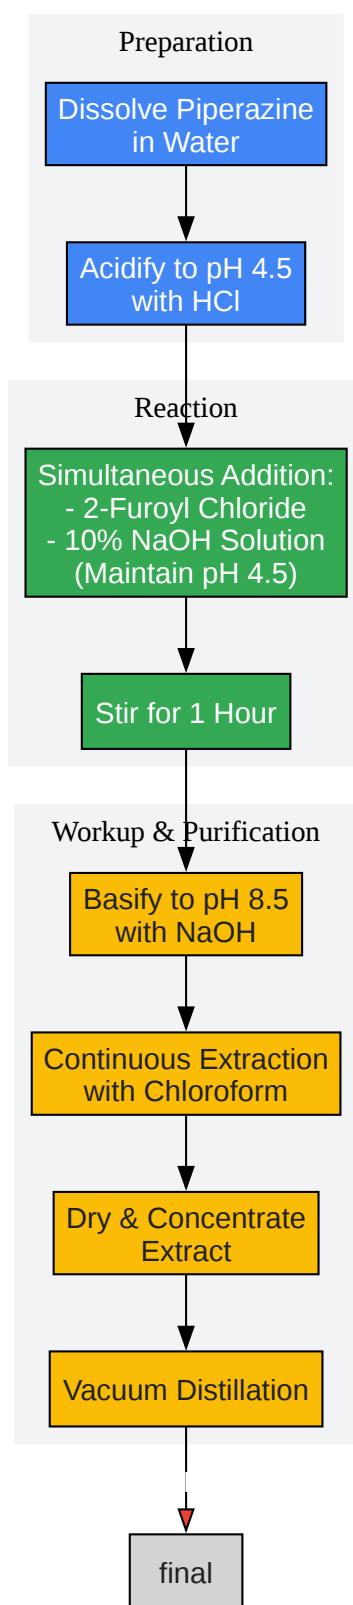 Preparation
Dissolve Piperazine
in Water
Acidify to pH 4.5
with HCl
Reaction
Simultaneous Addition:
- 2-Furoyl Chloride
- 10% NaOH Solution
(Maintain pH 4.5)
Stir for 1 Hour
Workup & Purification
Basify to pH 8.5
with NaOH
Continuous Extraction
with Chloroform
Dry & Concentrate
Extract
Vacuum Distillation
final